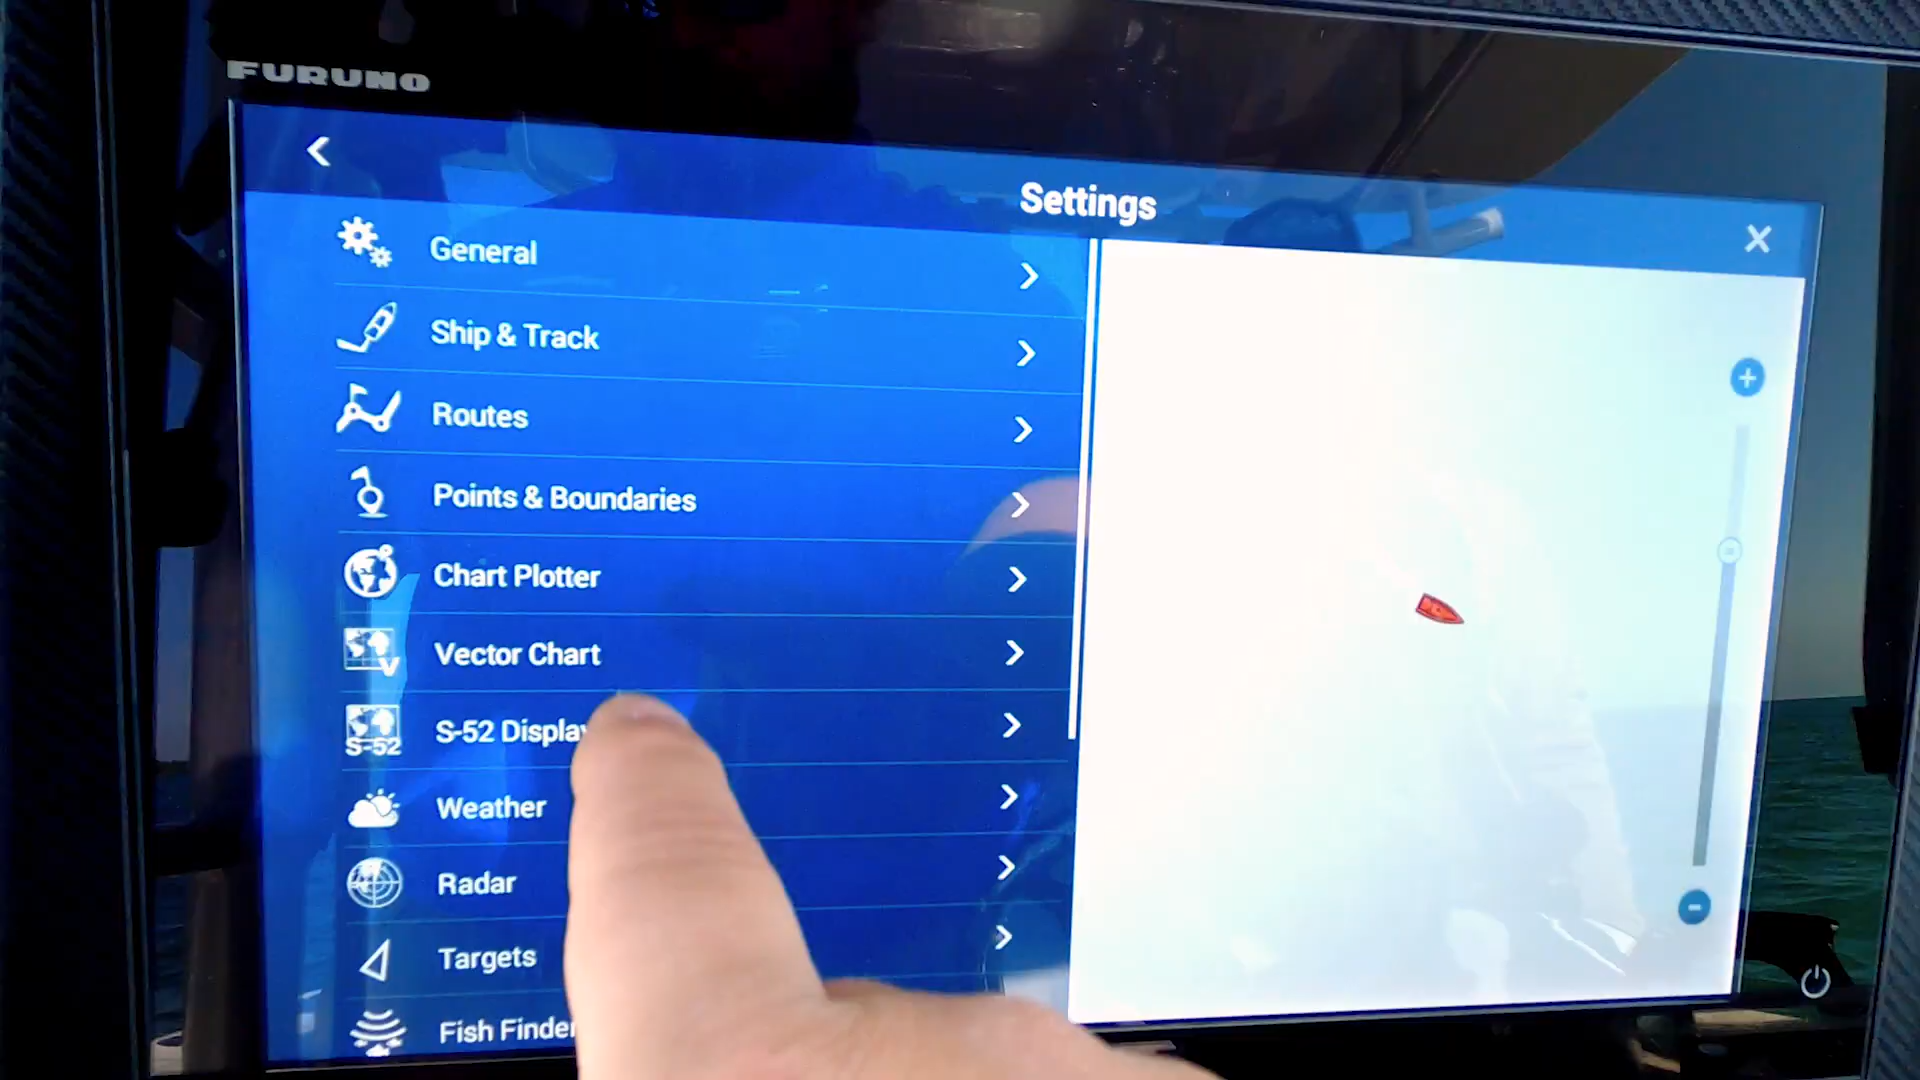 FURUNO
Settings
General
Ship & Track
Routes
Points & Boundaries
Chart Plotter
Vector Chart
V
S-52 Display
S-52
Weather
Radar
Targets
Fish Finder